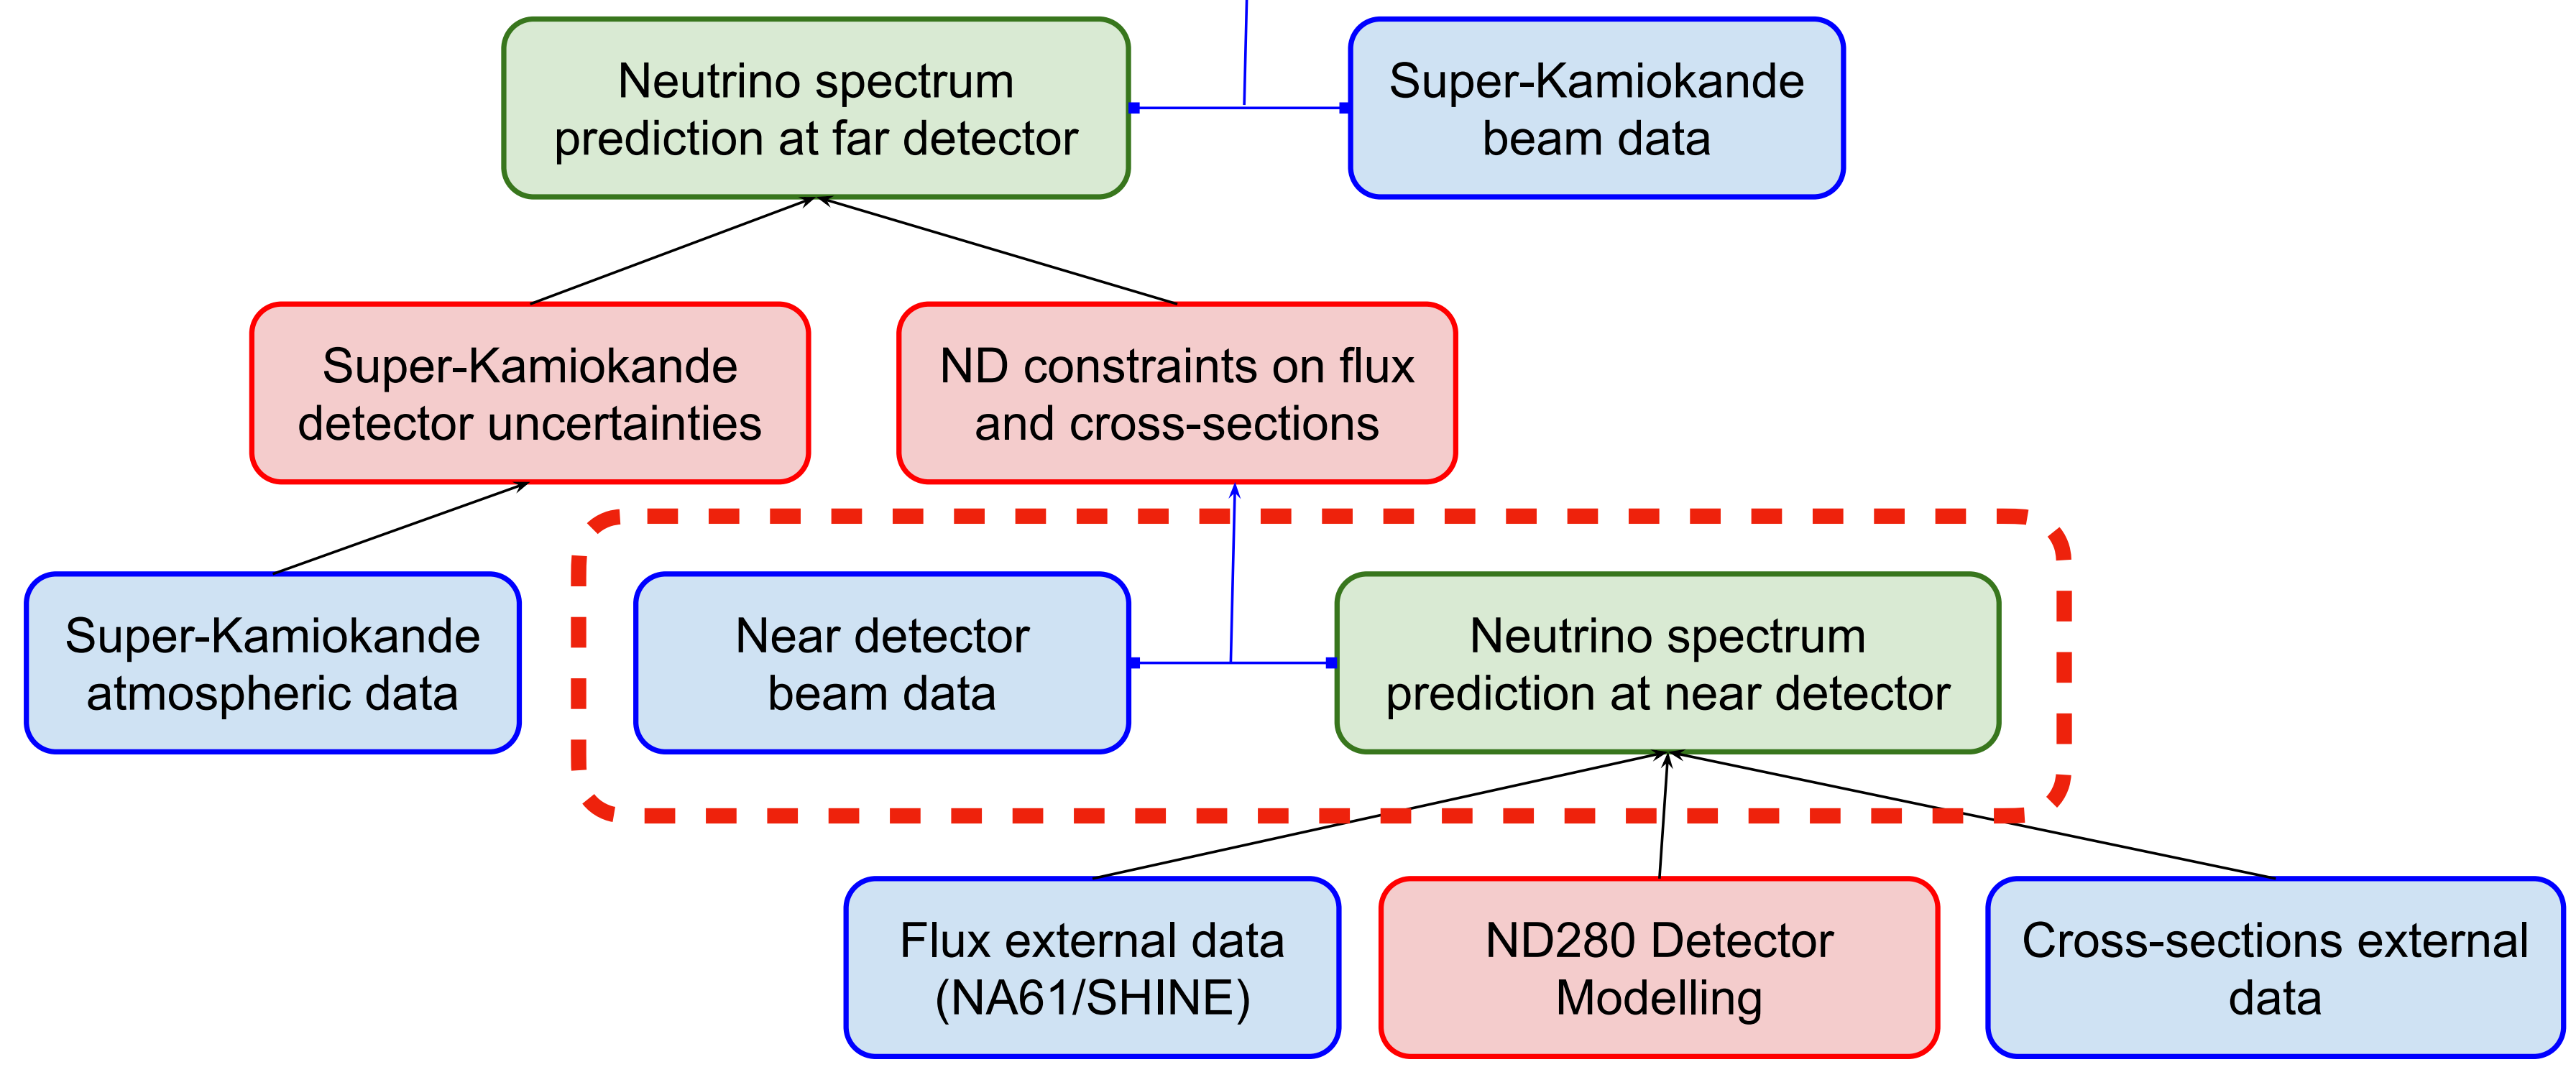 Neutrino spectrum
prediction at far detector
Super-Kamiokande
beam data
Super-Kamiokande
detector uncertainties
ND constraints on flux
and cross-sections
Super-Kamiokande
atmospheric data
Near detector
beam data
Neutrino spectrum
prediction at near detector
Flux external data
(NA61/SHINE)
ND280 Detector
Modelling
Cross-sections external
data